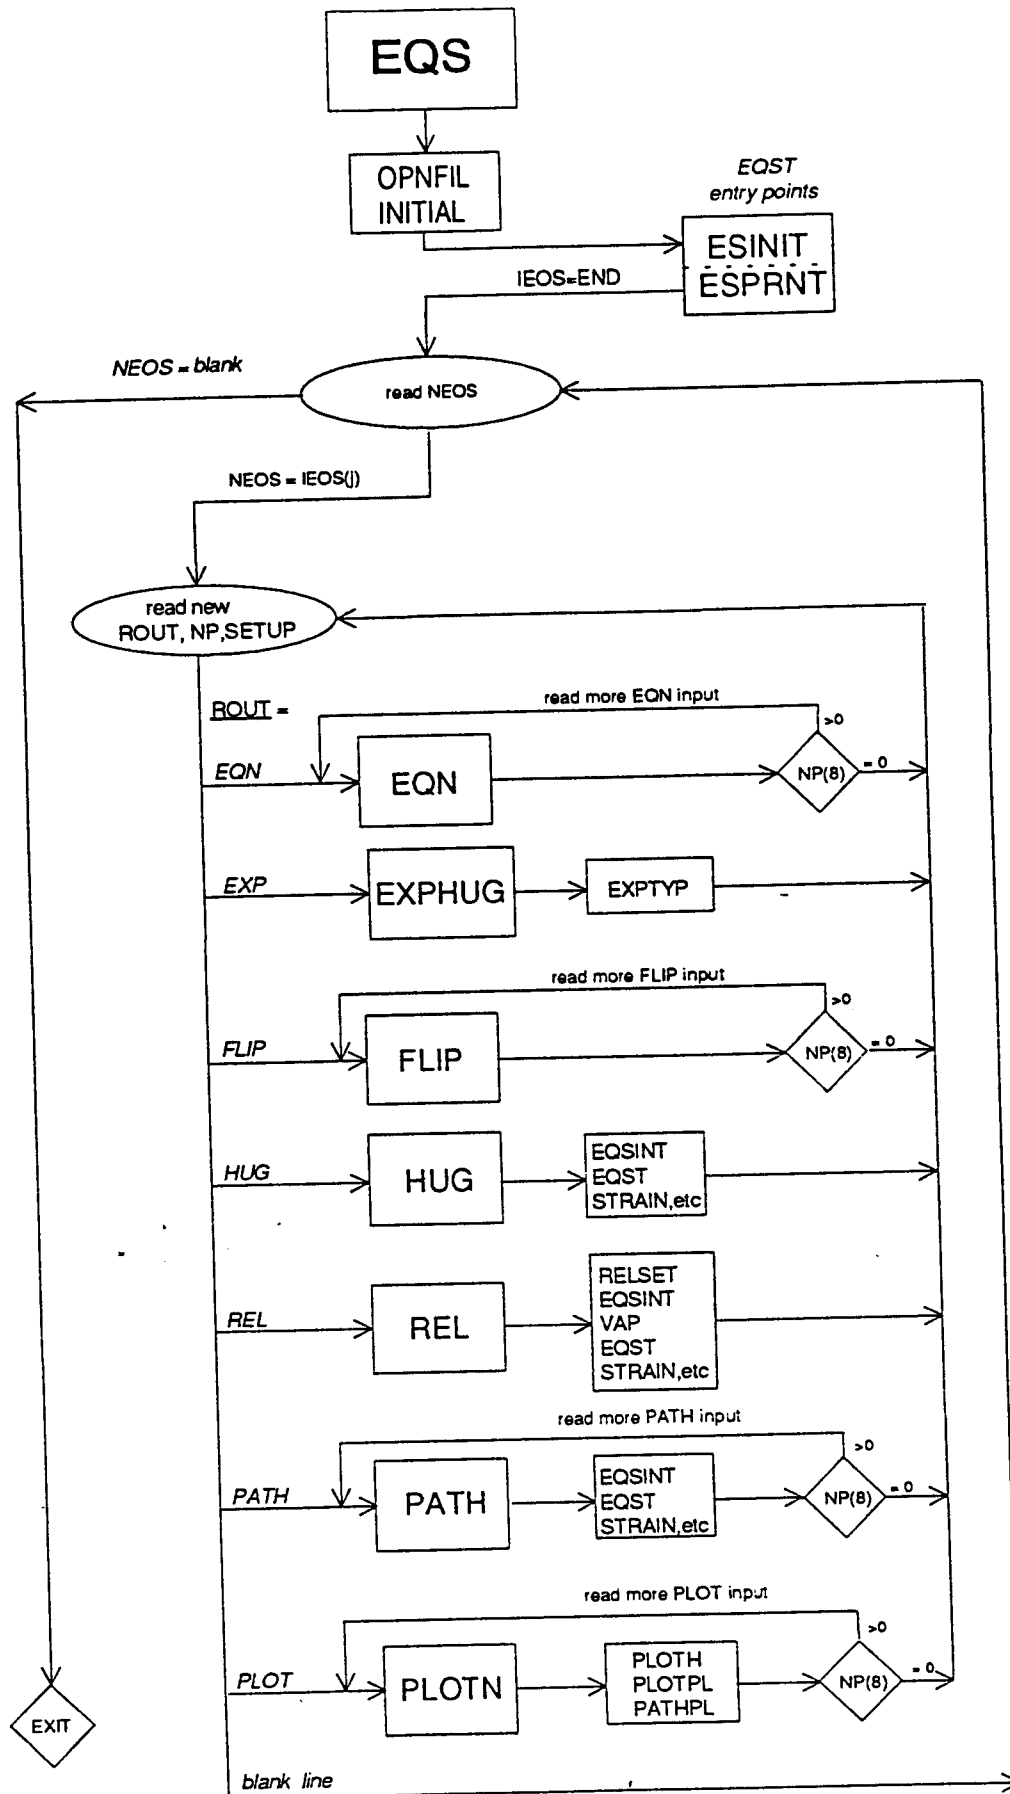 EQS
OPNFIL
INITIAL
EQST
entry points
ESINIT
ESPRNT
IEOS=END
NEOS = blank
read NEOS
NEOS = IEOS(j)
read new
ROUT, NP,SETUP
ROUT =
read more EQN input
>0
EQN
EQN
NP(8)
= 0
EXP
EXPHUG
EXPTYP
read more FLIP input
>0
FLIP
FLIP
NP(8)
= 0
HUG
HUG
EQSINT
EQST
STRAIN,etc
REL
REL
RELSET
EQSINT
VAP
EQST
STRAIN,etc
read more PATH input
>0
PATH
PATH
EQSINT
EQST
STRAIN,etc
NP(8)
= 0
read more PLOT input
>0
PLOT
PLOTN
PLOTH
PLOTPL
PATHPL
NP(8)
= 0
EXIT
blank line